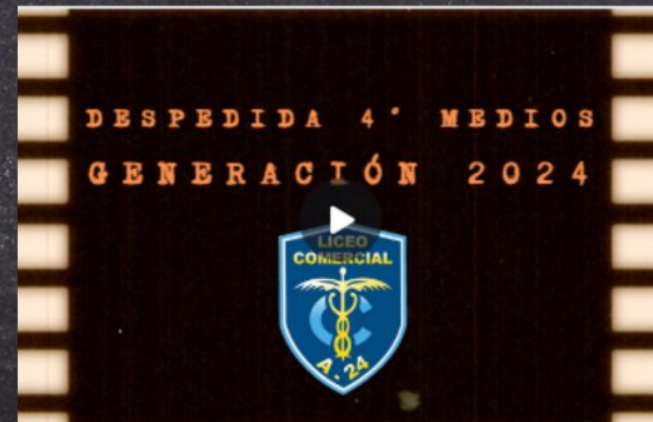 DESPEDIDA 4° MEDIOS
GENERACIÓN 2024
LICEO
COMERCIAL
C
A - 24